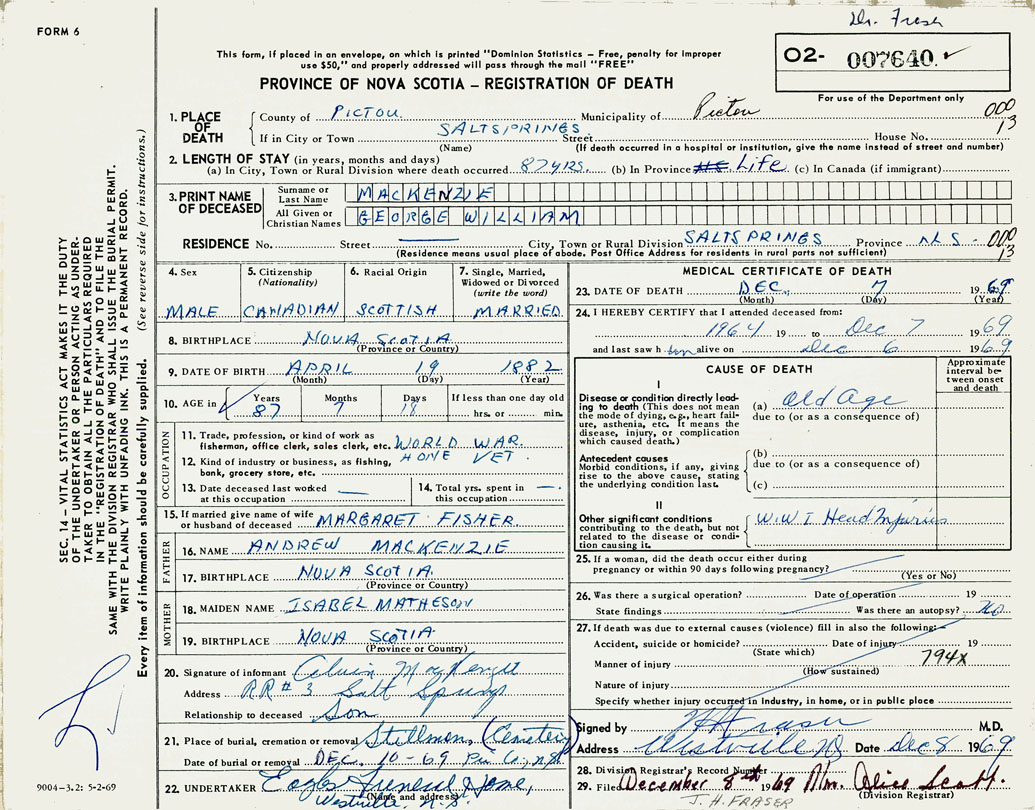 FORM 6
Dr. Fraser
This form, if placed in an envelope, on which is printed "Dominion Statistics – Free, penalty for improper
use $50," and properly addressed will pass through the mail "FREE"
O2- 007640 ✓
PROVINCE OF NOVA SCOTIA – REGISTRATION OF DEATH
For use of the Department only
1. PLACE OF DEATH
County of PICTOU Municipality of Pictou 000
13
If in City or Town SALTSPRINGS Street House No.
(Name) (If death occurred in a hospital or institution, give the name instead of street and number)
2. LENGTH OF STAY (in years, months and days)
(a) In City, Town or Rural Division where death occurred 87 YRS. (b) In Province Life (c) In Canada (if immigrant)
3. PRINT NAME OF DECEASED
Surname or Last Name MACKENZIE
All Given or Christian Names GEORGE WILLIAM
RESIDENCE No. Street City, Town or Rural Division SALTSPRINGS Province N.S. 000
13
(Residence means usual place of abode. Post Office Address for residents in rural parts not sufficient)
4. Sex
MALE
5. Citizenship
(Nationality)
CANADIAN
6. Racial Origin
SCOTTISH
7. Single, Married,
Widowed or Divorced
(write the word)
MARRIED
8. BIRTHPLACE NOVA SCOTIA
(Province or Country)
9. DATE OF BIRTH APRIL 19 1882
(Month) (Day) (Year)
10. AGE in Years Months Days If less than one day old
87 7 18 hrs. or min.
OCCUPATION
11. Trade, profession, or kind of work as
fisherman, office clerk, sales clerk, etc. WORLD WAR.
12. Kind of industry or business, as fishing, ONE VET.
bank, grocery store, etc.
13. Date deceased last worked
at this occupation
14. Total yrs. spent in
this occupation
15. If married give name of wife
or husband of deceased MARGARET FISHER.
FATHER
16. NAME ANDREW MACKENZIE
17. BIRTHPLACE NOVA SCOTIA.
(Province or Country)
MOTHER
18. MAIDEN NAME ISABEL MATHESON
19. BIRTHPLACE NOVA SCOTIA.
(Province or Country)
20. Signature of informant Alvin MacKenzie
Address RR # 3 Salt Springs
Relationship to deceased Son
21. Place of burial, cremation or removal Stillman, (Cemetery)
Date of burial or removal DEC. 10-69
22. UNDERTAKER Eagles Funeral Home,
(Name and address)
Westville, N.S.
MEDICAL CERTIFICATE OF DEATH
23. DATE OF DEATH DEC. 7 1969
(Month) (Day) (Year)
24. I HEREBY CERTIFY that I attended deceased from:
1964 19 to Dec 7 1969
and last saw h im alive on Dec 6 1969
CAUSE OF DEATH
Approximate
interval be-
tween onset
and death
I
Disease or condition directly lead-
ing to death (This does not mean
the mode of dying, e.g., heart fail-
ure, asthenia, etc. It means the
disease, injury, or complication
which caused death.)
(a) Old Age
due to (or as a consequence of)
Antecedent causes
Morbid conditions, if any, giving
rise to the above cause, stating
the underlying condition last.
(b)
due to (or as a consequence of)
(c)
II
Other significant conditions
contributing to the death, but not
related to the disease or condi-
tion causing it.
W.W.I. Head Injuries
25. If a woman, did the death occur either during
pregnancy or within 90 days following pregnancy?
(Yes or No)
26. Was there a surgical operation? Date of operation 19
State findings Was there an autopsy? No
27. If death was due to external causes (violence) fill in also the following:
Accident, suicide or homicide? Date of injury 19
(State which)
Manner of injury 794x
(How sustained)
Nature of injury
Specify whether injury occurred in Industry, in home, or in public place
Signed by M.D.
Address Westville Date Dec 8 1969
28. Division Registrar's Record Number
29. Filed December 8th 1969 Mrs. Alice Scott.
(Division Registrar)
J. H. FRASER
SEC. 14 – VITAL STATISTICS ACT MAKES IT THE DUTY
OF THE UNDERTAKER OR PERSON ACTING AS UNDER-
TAKER TO OBTAIN ALL THE PARTICULARS REQUIRED
IN THE "REGISTRATION OF DEATH" AND TO FILE THE
SAME WITH THE DIVISION REGISTRAR WHO SHALL ISSUE THE BURIAL PERMIT.
WRITE PLAINLY WITH UNFADING INK. THIS IS A PERMANENT RECORD.
Every item of information should be carefully supplied. (See reverse side for instructions.)
9004–3.2: 5-2-69